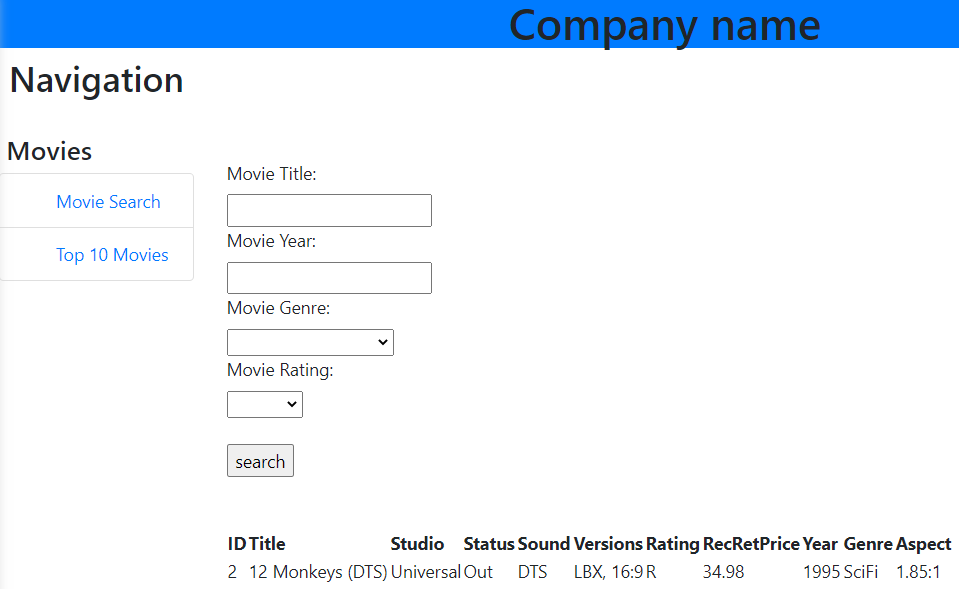 Company name
Navigation
Movies
Movie Search
Top 10 Movies
Movie Title:
Movie Year:
Movie Genre:
Movie Rating:
search
ID Title Studio Status Sound Versions Rating RecRetPrice Year Genre Aspect
2 12 Monkeys (DTS) Universal Out DTS LBX, 16:9 R 34.98 1995 SciFi 1.85:1